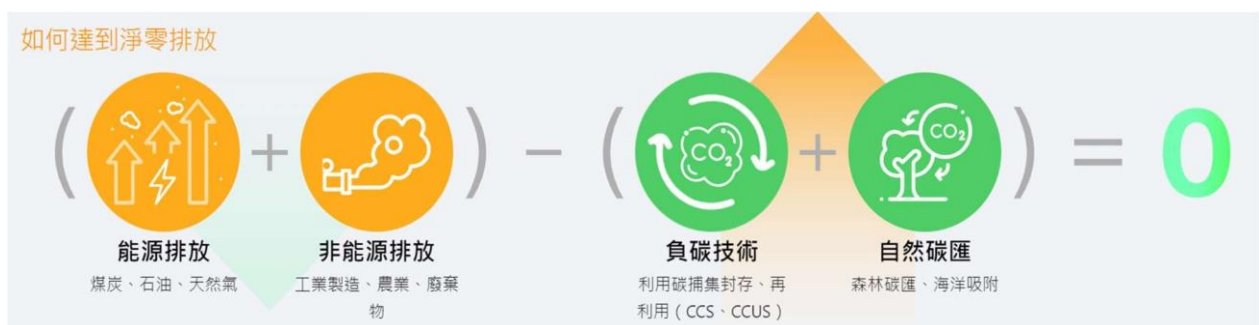 如何達到淨零排放
( + ) - ( CO₂ + CO₂ ) = 0
能源排放
煤炭、石油、天然氣
非能源排放
工業製造、農業、廢棄
物
負碳技術
利用碳捕集封存、再
利用（CCS、CCUS）
自然碳匯
森林碳匯、海洋吸附